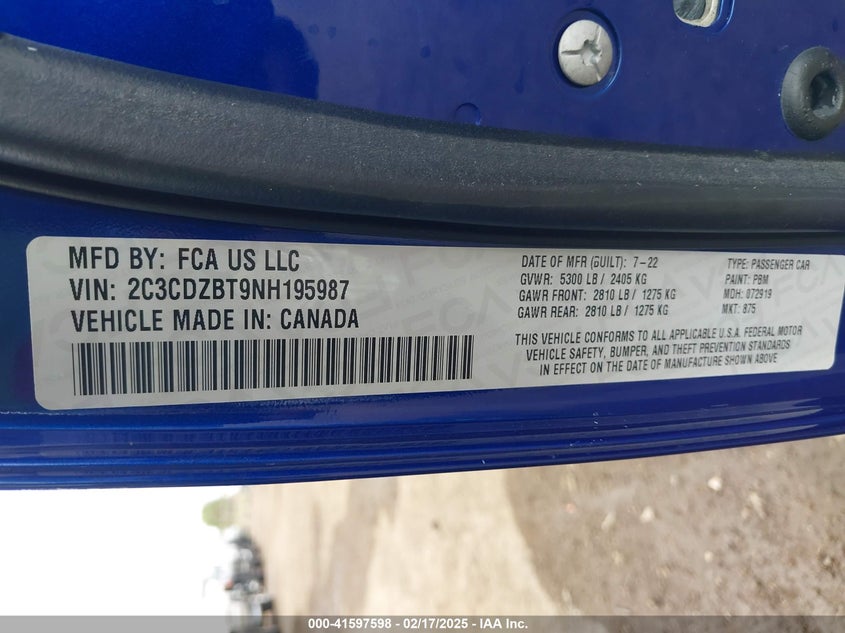 MFD BY: FCA US LLC
VIN: 2C3CDZBT9NH195987
VEHICLE MADE IN: CANADA
DATE OF MFR (BUILT): 7-22
GVWR: 5300 LB / 2405 KG
GAWR FRONT: 2810 LB / 1275 KG
GAWR REAR: 2810 LB / 1275 KG
TYPE: PASSENGER CAR
PAINT: PBM
MDH: 072919
MKT: 875
THIS VEHICLE CONFORMS TO ALL APPLICABLE U.S.A. FEDERAL MOTOR
VEHICLE SAFETY, BUMPER, AND THEFT PREVENTION STANDARDS
IN EFFECT ON THE DATE OF MANUFACTURE SHOWN ABOVE
000-41597598 - 02/17/2025 - IAA Inc.